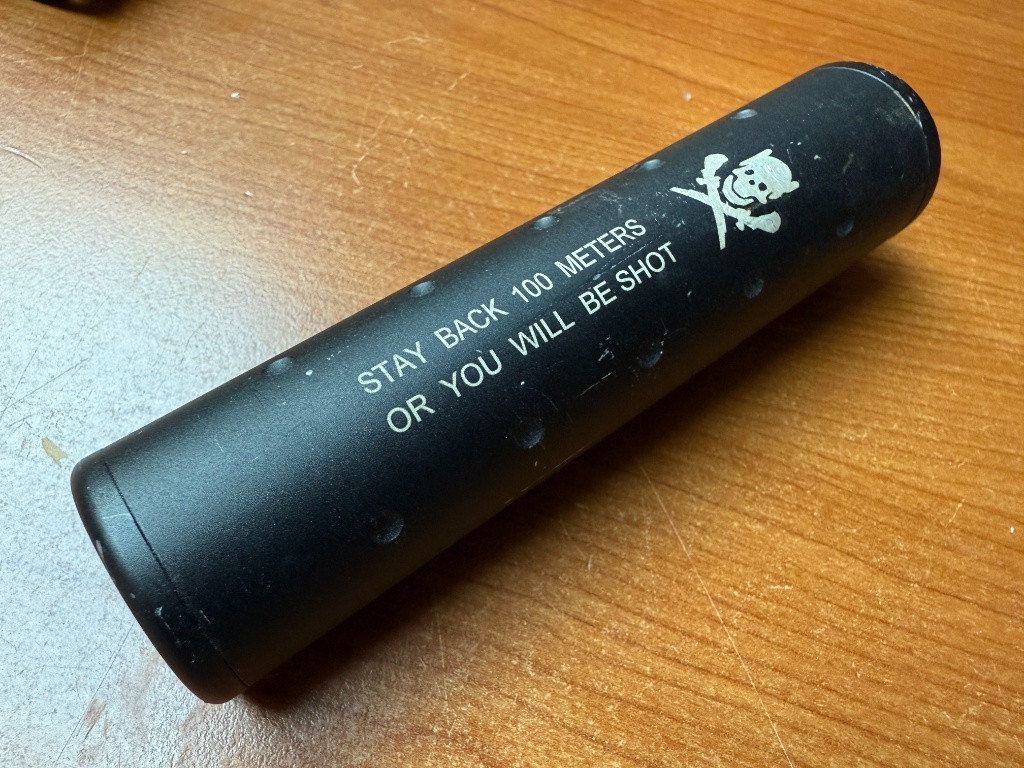 STAY BACK 100 METERS
OR YOU WILL BE SHOT